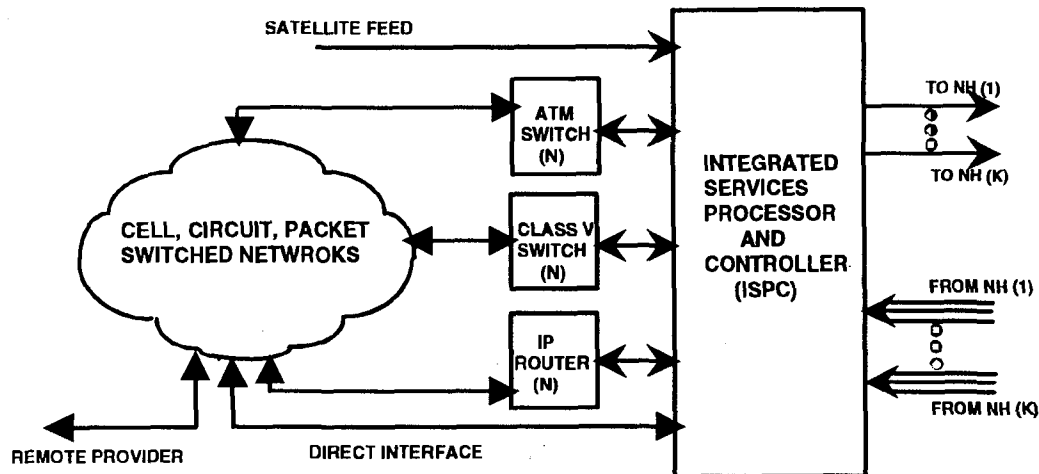 SATELLITE FEED
ATM
SWITCH
(N)
CELL, CIRCUIT, PACKET
SWITCHED NETWROKS
CLASS V
SWITCH
(N)
IP
ROUTER
(N)
REMOTE PROVIDER
DIRECT INTERFACE
INTEGRATED
SERVICES
PROCESSOR
AND
CONTROLLER
(ISPC)
TO NH (1)
TO NH (K)
FROM NH (1)
FROM NH (K)